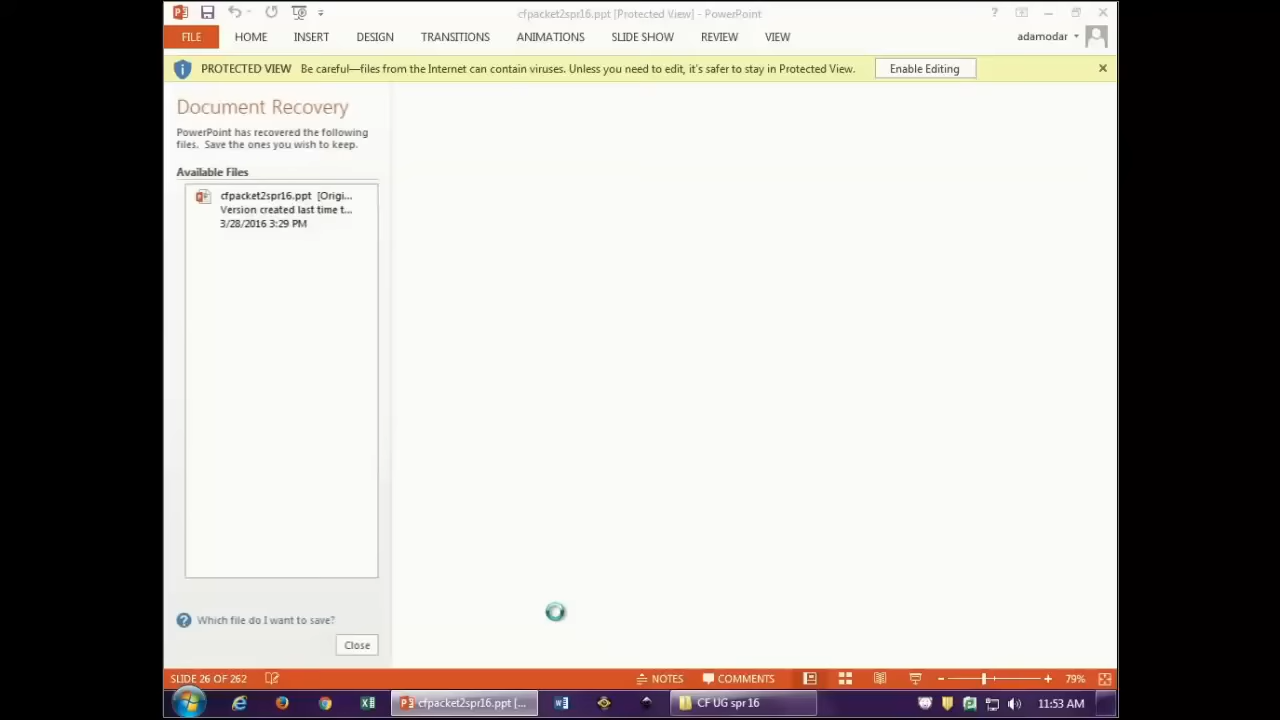 cfpacket2spr16.ppt [Protected View] - PowerPoint
FILE HOME INSERT DESIGN TRANSITIONS ANIMATIONS SLIDE SHOW REVIEW VIEW adamodar
PROTECTED VIEW Be careful—files from the Internet can contain viruses. Unless you need to edit, it's safer to stay in Protected View. Enable Editing
Document Recovery
PowerPoint has recovered the following
files. Save the ones you wish to keep.
Available Files
cfpacket2spr16.ppt [Origi...
Version created last time t...
3/28/2016 3:29 PM
Which file do I want to save?
Close
SLIDE 26 OF 262 NOTES COMMENTS 79%
cfpacket2spr16.ppt [... CF UG spr 16 11:53 AM